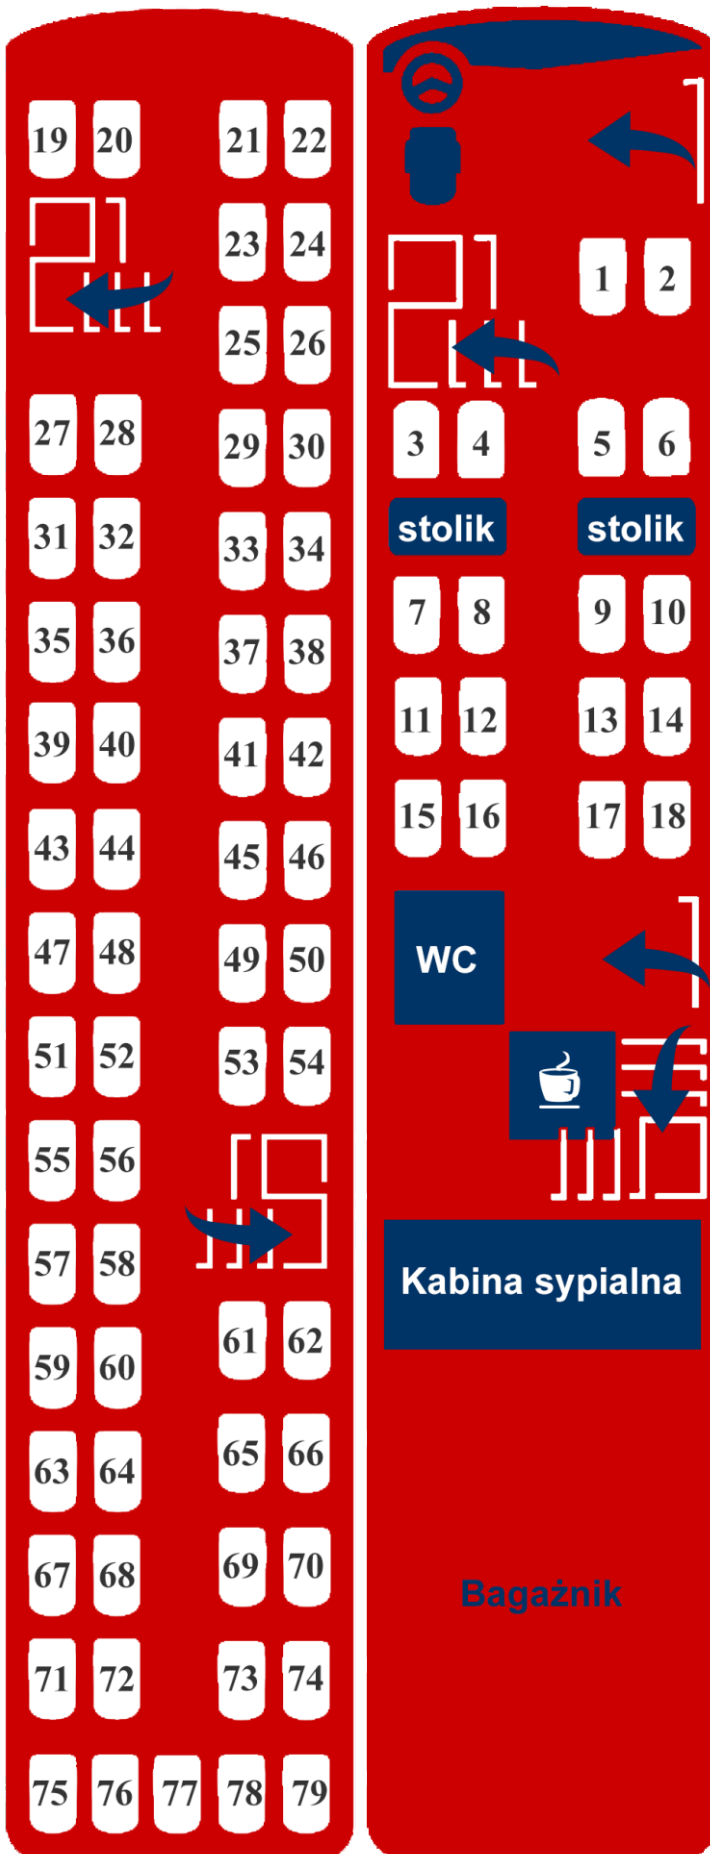 19 20 21 22
23 24
25 26
27 28 29 30
31 32 33 34
35 36 37 38
39 40 41 42
43 44 45 46
47 48 49 50
51 52 53 54
55 56
57 58
59 60 61 62
63 64 65 66
67 68 69 70
71 72 73 74
75 76 77 78 79
1 2
3 4 5 6
stolik stolik
7 8 9 10
11 12 13 14
15 16 17 18
WC
Kabina sypialna
Bagażnik